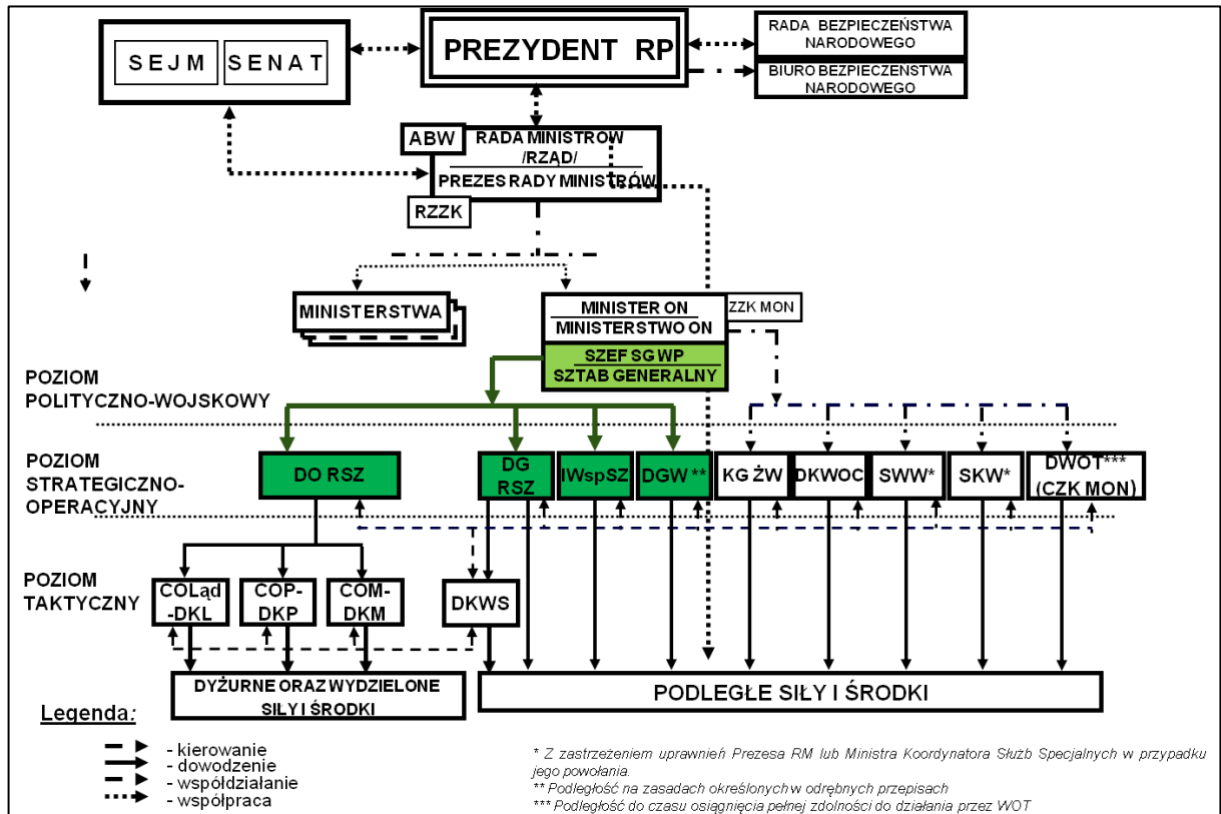 SEJM
SENAT
PREZYDENT RP
RADA BEZPIECZEŃSTWA
NARODOWEGO
BIURO BEZPIECZEŃSTWA
NARODOWEGO
ABW
RADA MINISTRÓW
/RZĄD/
PREZES RADY MINISTRÓW
RZZK
MINISTERSTWA
MINISTER ON
MINISTERSTWO ON
ZZK MON
SZEF SG WP
SZTAB GENERALNY
POZIOM
POLITYCZNO-WOJSKOWY
POZIOM
STRATEGICZNO-
OPERACYJNY
DO RSZ
DG
RSZ
IWspSZ
DGW **
KG ŻW
DKWOC
SWW*
SKW*
DWOT***
(CZK MON)
POZIOM
TAKTYCZNY
COLąd
-DKL
COP-
DKP
COM-
DKM
DKWS
DYŻURNE ORAZ WYDZIELONE
SIŁY I ŚRODKI
PODLEGŁE SIŁY I ŚRODKI
Legenda:
- kierowanie
- dowodzenie
- współdziałanie
- współpraca
* Z zastrzeżeniem uprawnień Prezesa RM lub Ministra Koordynatora Służb Specjalnych w przypadku
jego powołania.
** Podległość na zasadach określonych w odrębnych przepisach
*** Podległość do czasu osiągnięcia pełnej zdolności do działania przez WOT